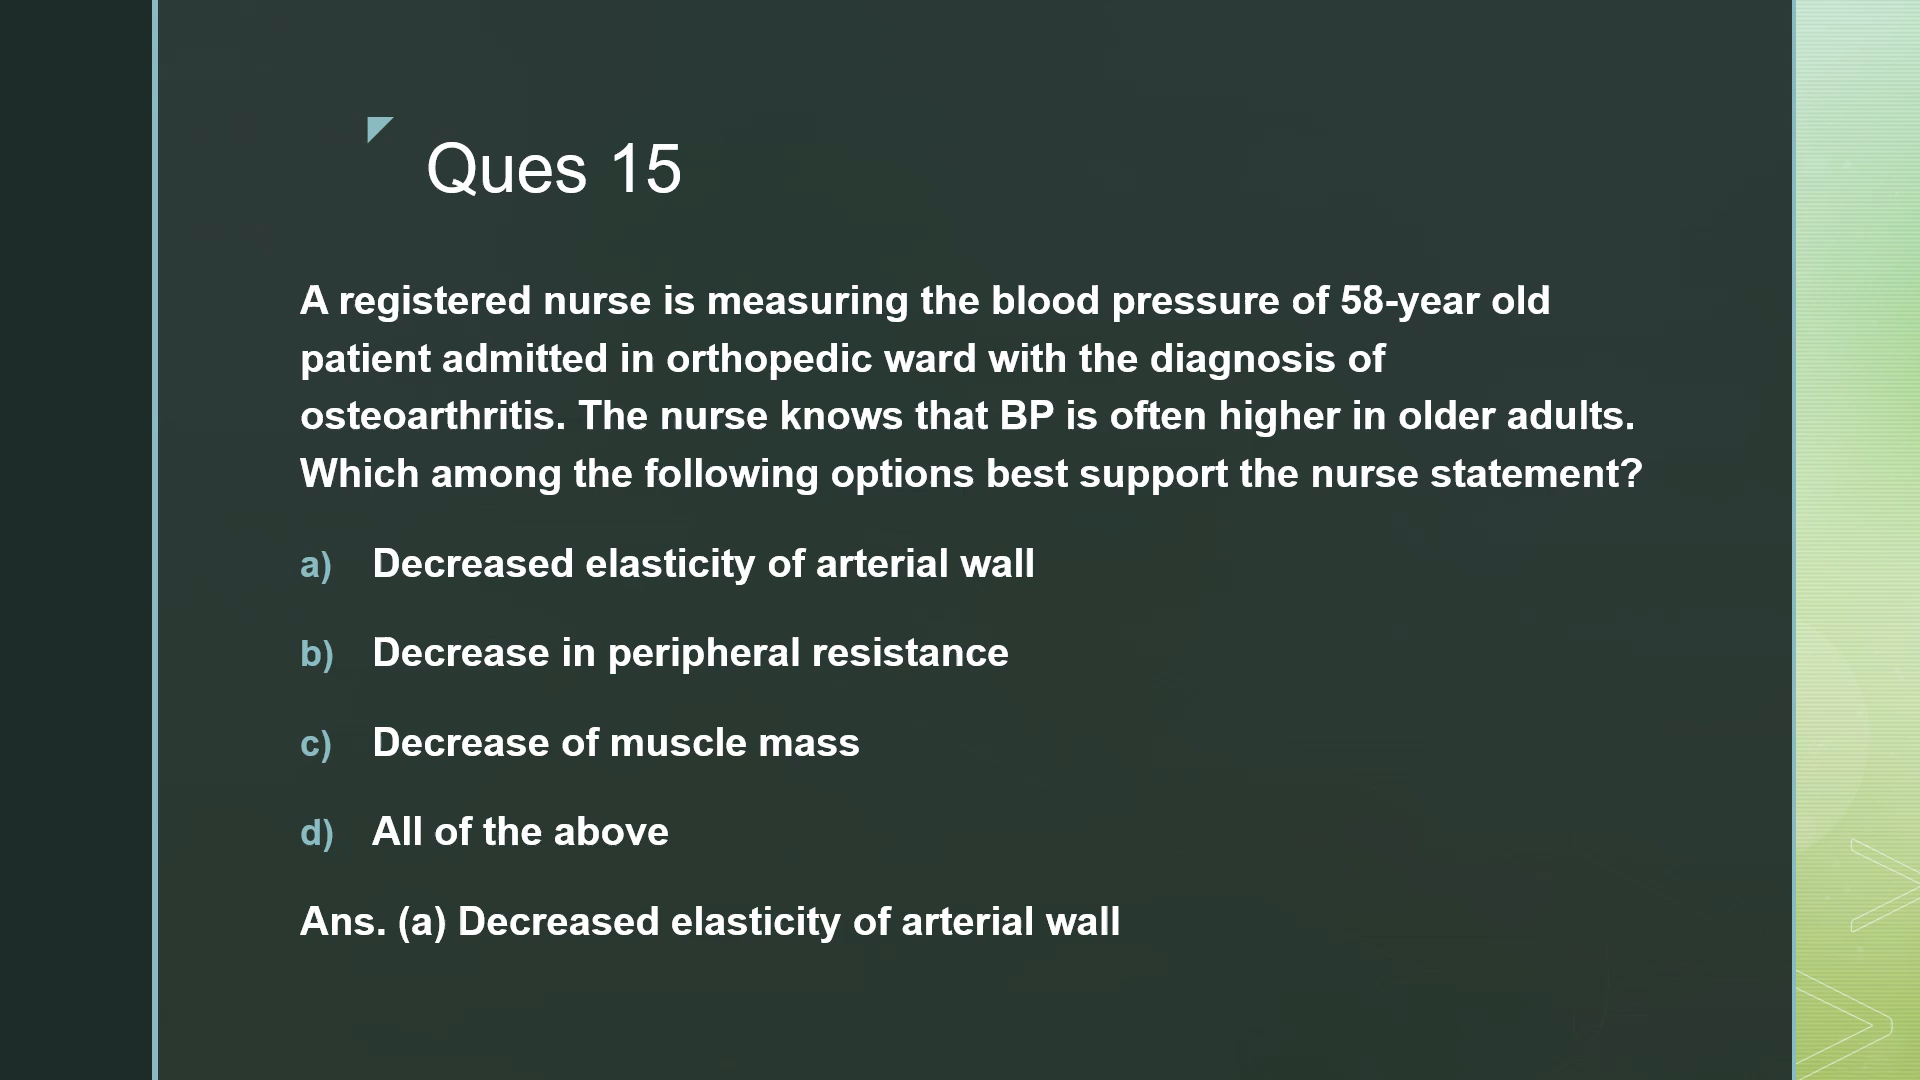 Ques 15
A registered nurse is measuring the blood pressure of 58-year old
patient admitted in orthopedic ward with the diagnosis of
osteoarthritis. The nurse knows that BP is often higher in older adults.
Which among the following options best support the nurse statement?
a) Decreased elasticity of arterial wall
b) Decrease in peripheral resistance
c) Decrease of muscle mass
d) All of the above
Ans. (a) Decreased elasticity of arterial wall